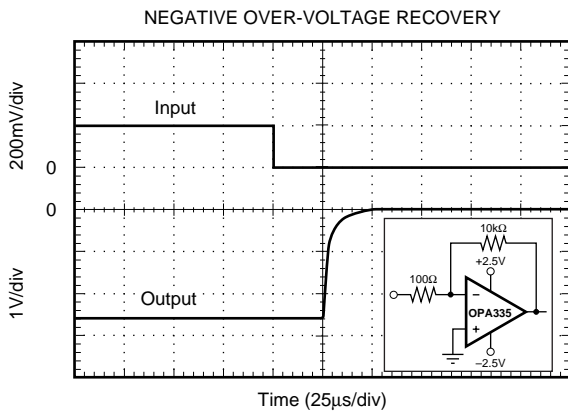 NEGATIVE OVER-VOLTAGE RECOVERY
200mV/div
Input
0
0
1V/div
Output
10kΩ
+2.5V
100Ω
−
OPA335
+
−2.5V
Time (25µs/div)